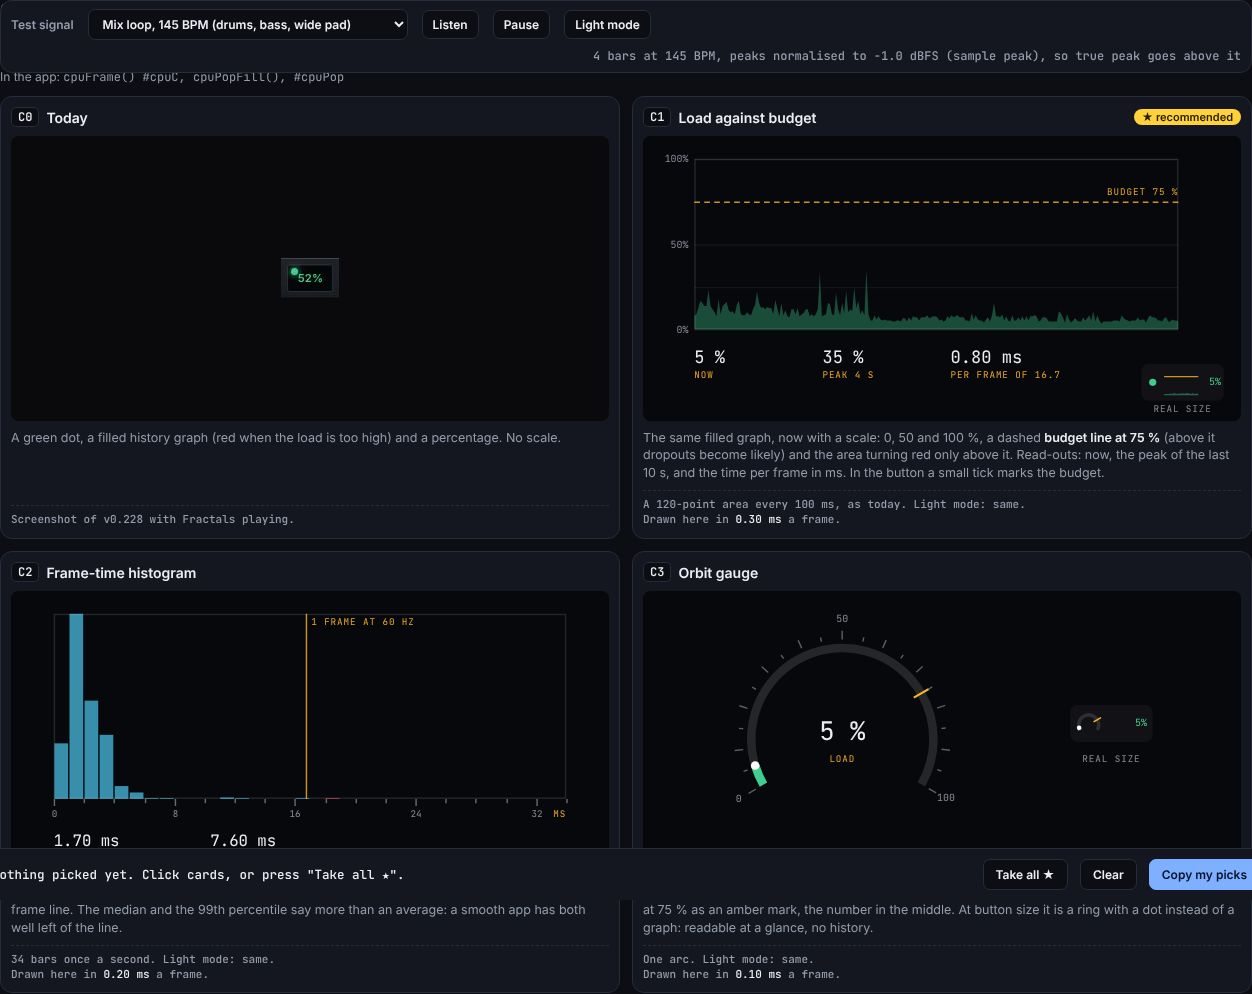 Test signal
Mix loop, 145 BPM (drums, bass, wide pad)
Listen
Pause
Light mode
4 bars at 145 BPM, peaks normalised to -1.0 dBFS (sample peak), so true peak goes above it
In the app: cpuFrame() #cpuC, cpuPopFill(), #cpuPop
C0 Today
52%
A green dot, a filled history graph (red when the load is too high) and a percentage. No scale.
Screenshot of v0.228 with Fractals playing.
C1 Load against budget
★ recommended
100%
BUDGET 75 %
50%
0%
5 %
NOW
35 %
PEAK 4 S
0.80 ms
PER FRAME OF 16.7
5%
REAL SIZE
The same filled graph, now with a scale: 0, 50 and 100 %, a dashed budget line at 75 % (above it
dropouts become likely) and the area turning red only above it. Read-outs: now, the peak of the last
10 s, and the time per frame in ms. In the button a small tick marks the budget.
A 120-point area every 100 ms, as today. Light mode: same.
Drawn here in 0.30 ms a frame.
C2 Frame-time histogram
1 FRAME AT 60 HZ
0 8 16 24 32 MS
1.70 ms
7.60 ms
C3 Orbit gauge
50
5 %
LOAD
0
100
5%
REAL SIZE
othing picked yet. Click cards, or press "Take all ★".
Take all ★
Clear
Copy my picks
frame line. The median and the 99th percentile say more than an average: a smooth app has both
well left of the line.
34 bars once a second. Light mode: same.
Drawn here in 0.20 ms a frame.
at 75 % as an amber mark, the number in the middle. At button size it is a ring with a dot instead of a
graph: readable at a glance, no history.
One arc. Light mode: same.
Drawn here in 0.10 ms a frame.